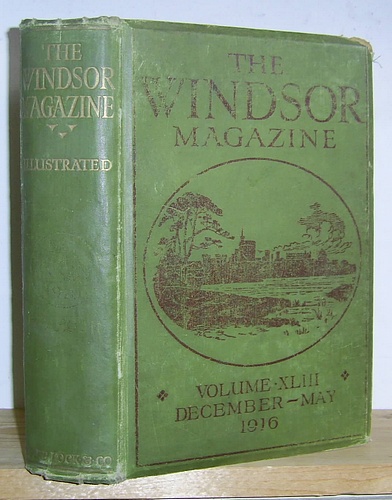 THE
WINDSOR
MAGAZINE
ILLUSTRATED
THE
WINDSOR
MAGAZINE
VOLUME·XLIII
DECEMBER–MAY
1916